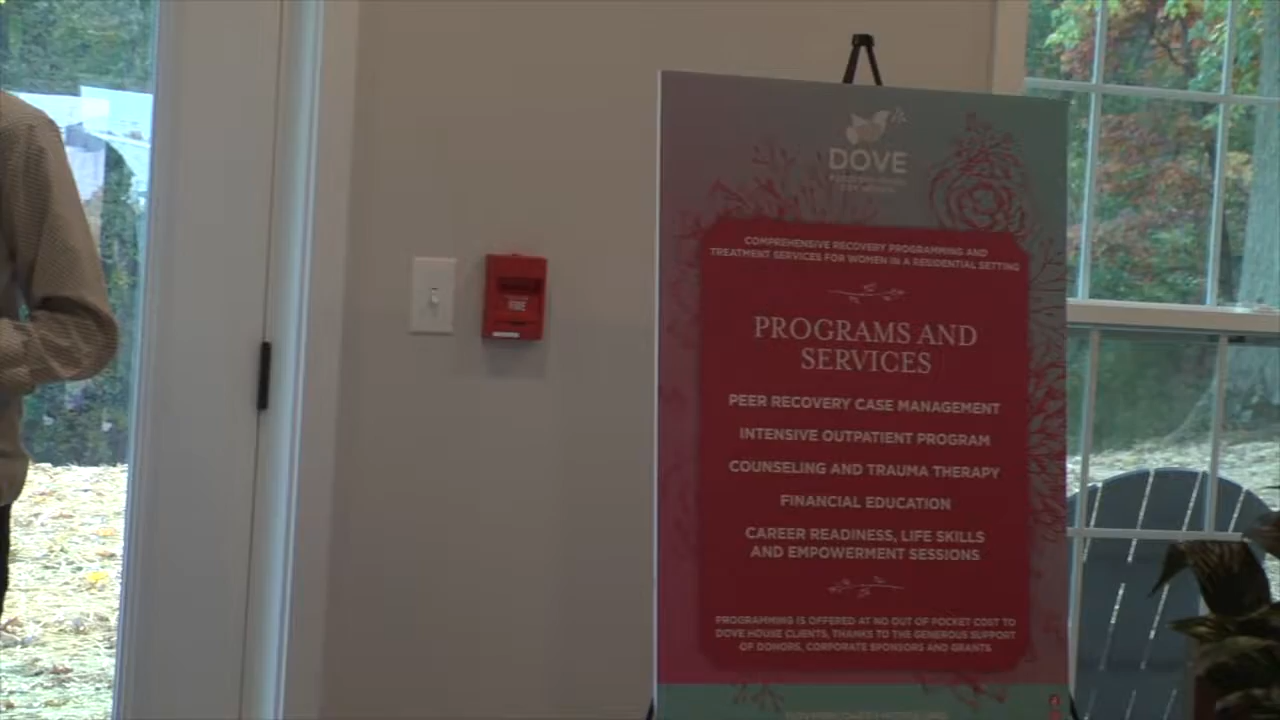 DOVE
COMPREHENSIVE RECOVERY PROGRAMMING AND
TREATMENT SERVICES FOR WOMEN IN A RESIDENTIAL SETTING
PROGRAMS AND
SERVICES
PEER RECOVERY CASE MANAGEMENT
INTENSIVE OUTPATIENT PROGRAM
COUNSELING AND TRAUMA THERAPY
FINANCIAL EDUCATION
CAREER READINESS, LIFE SKILLS
AND EMPOWERMENT SESSIONS
PROGRAMMING IS OFFERED AT NO OUT OF POCKET COST TO
DOVE HOUSE CLIENTS, THANKS TO THE GENEROUS SUPPORT
OF DONORS, CORPORATE SPONSORS AND GRANTS
FIRE